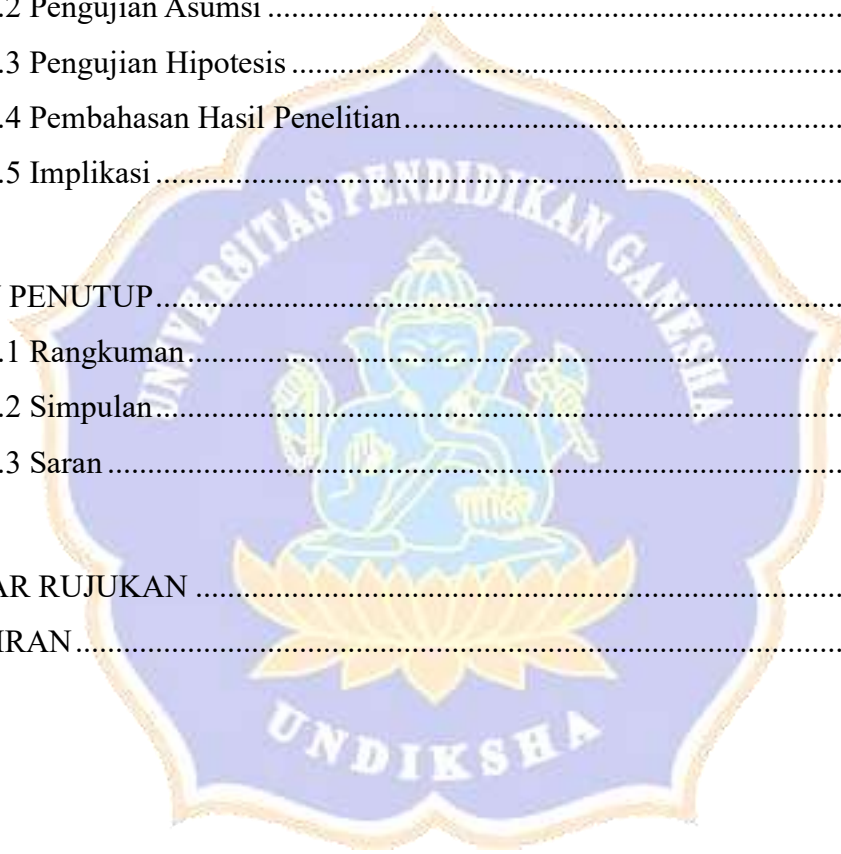 .2 Pengujian Asumsi ........................................................................
.3 Pengujian Hipotesis .....................................................................
.4 Pembahasan Hasil Penelitian.......................................................
.5 Implikasi .....................................................................................
UNIVERSITAS PENDIDIKAN GANESHA
PENUTUP.....................................................................................
.1 Rangkuman.................................................................................
.2 Simpulan.....................................................................................
.3 Saran ...........................................................................................
AR RUJUKAN ................................................................................
IRAN..............................................................................................
UNDIKSHA